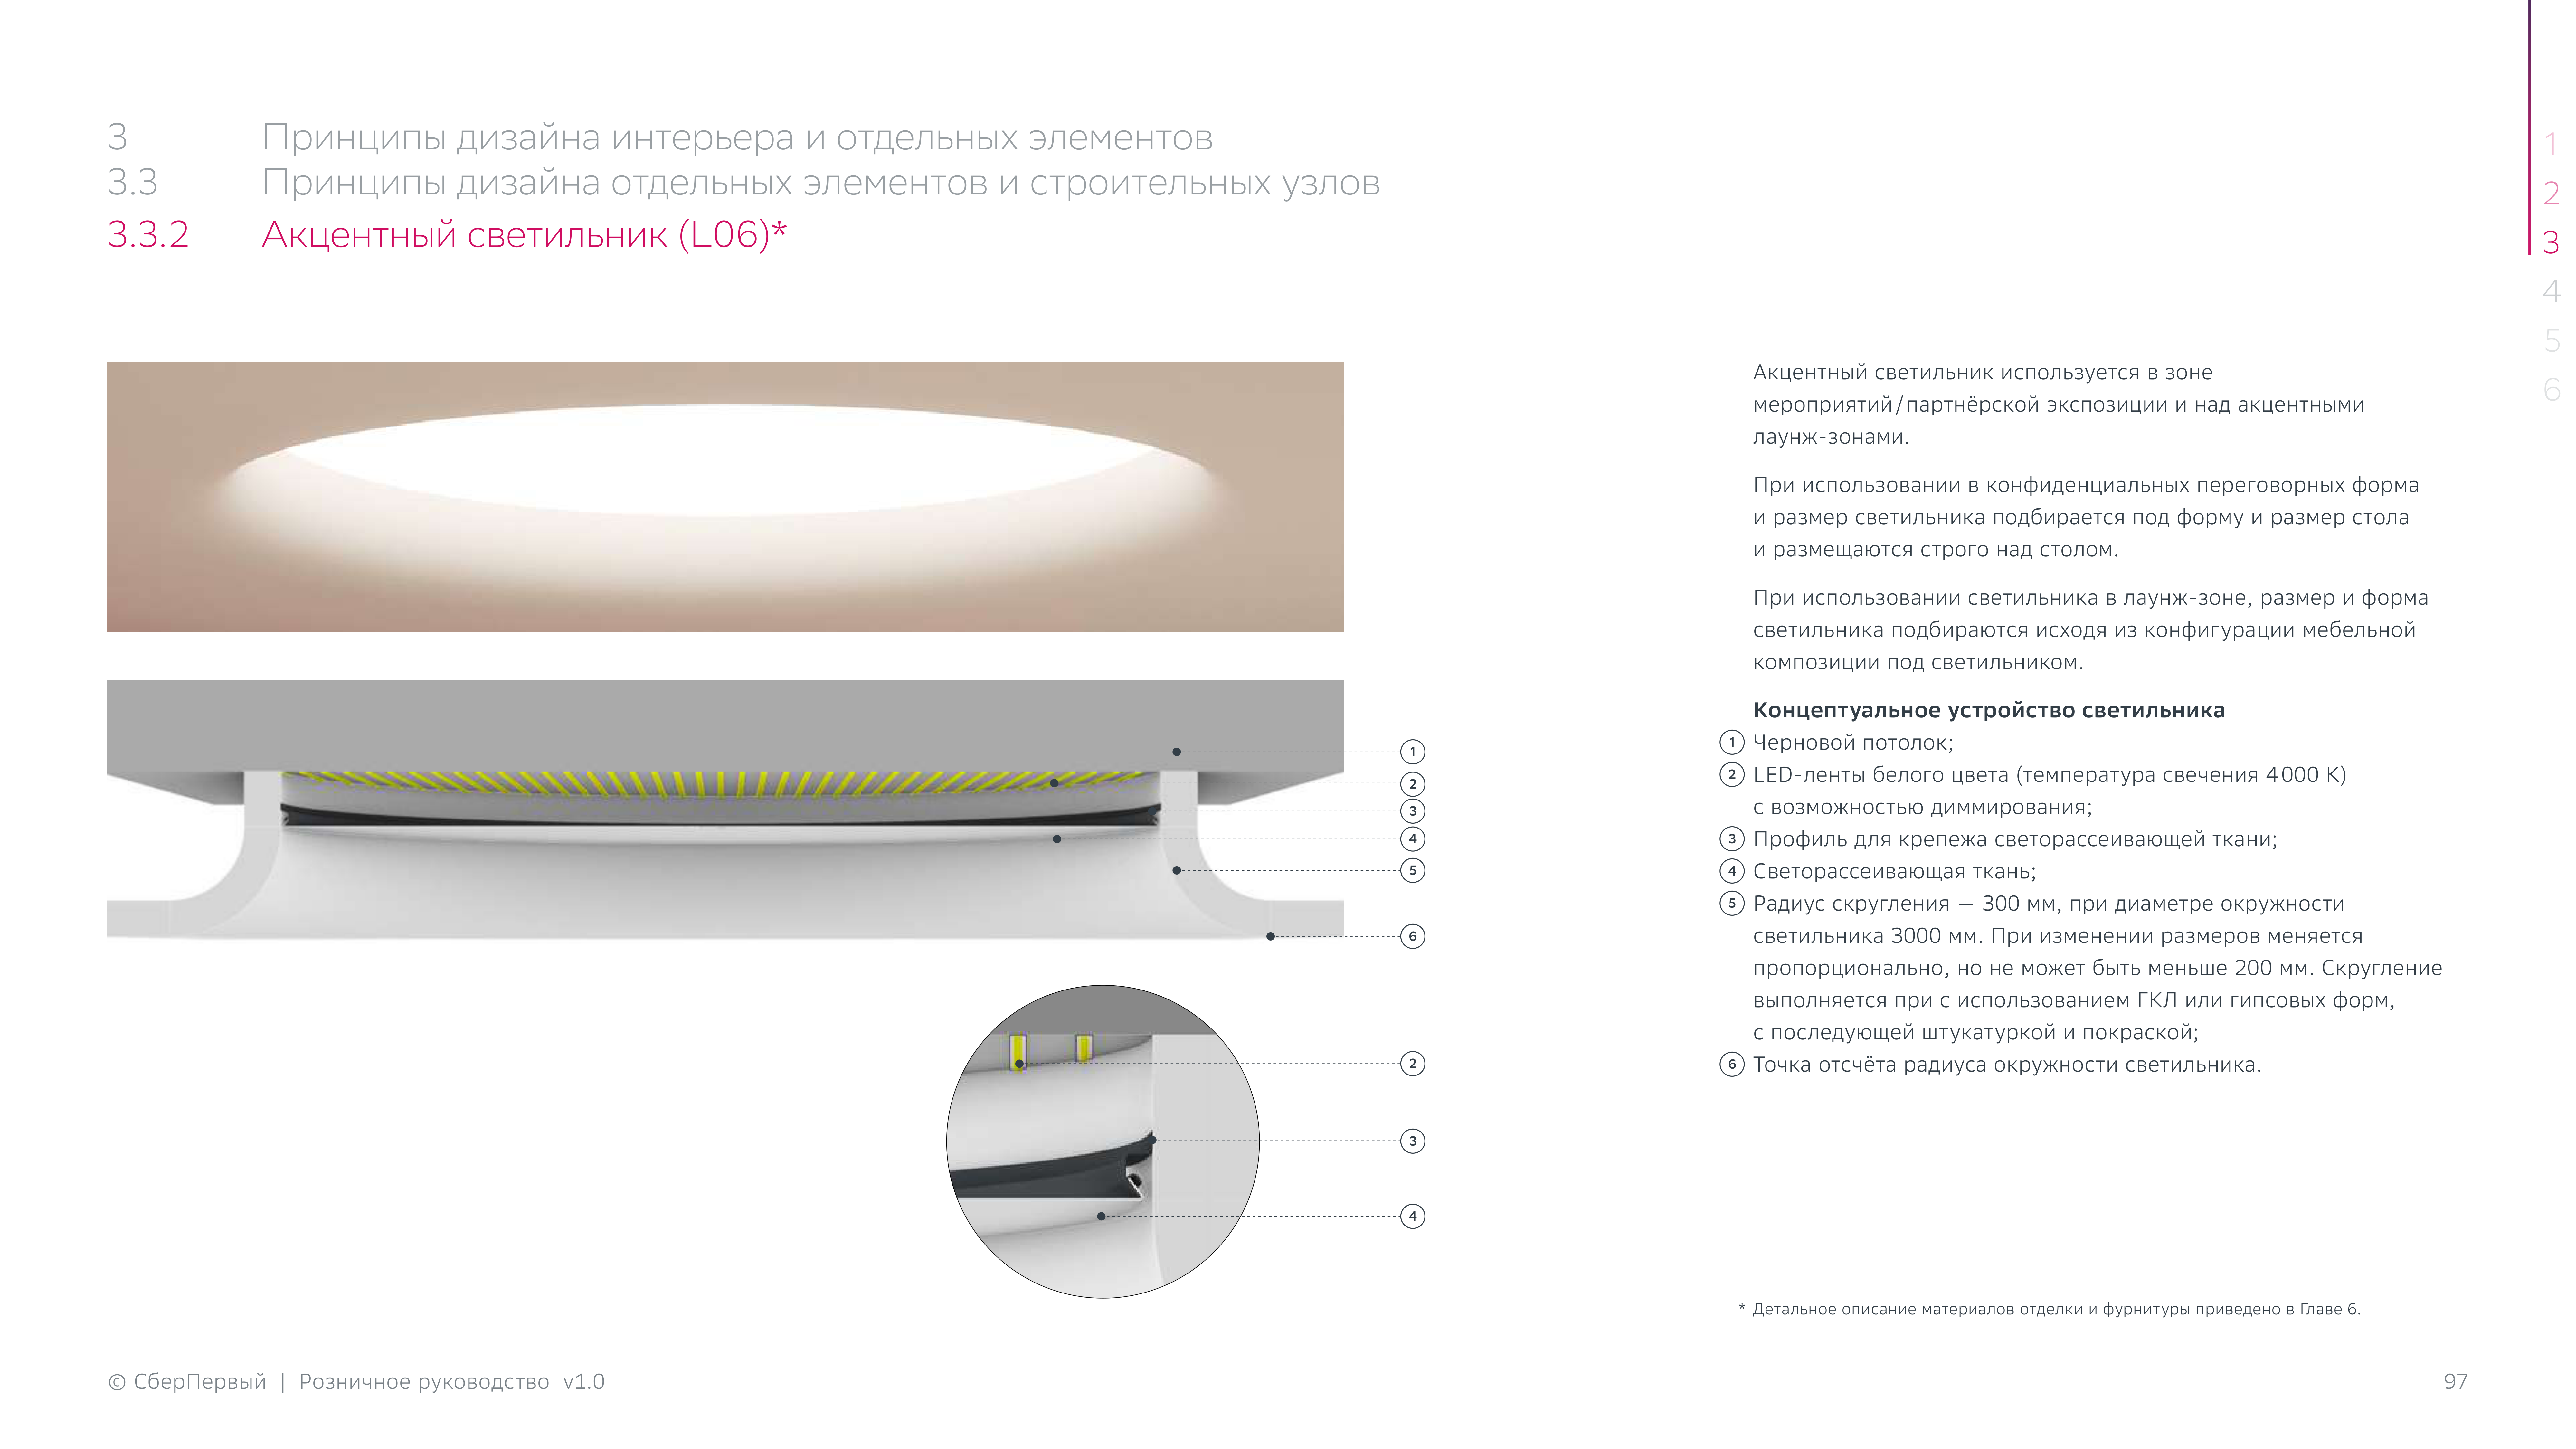 3 Принципы дизайна интерьера и отдельных элементов
3.3 Принципы дизайна отдельных элементов и строительных узлов
3.3.2 Акцентный светильник (L06)*
1
2
3
4
5
6
Акцентный светильник используется в зоне
мероприятий/партнёрской экспозиции и над акцентными
лаунж-зонами.
При использовании в конфиденциальных переговорных форма
и размер светильника подбирается под форму и размер стола
и размещаются строго над столом.
При использовании светильника в лаунж-зоне, размер и форма
светильника подбираются исходя из конфигурации мебельной
композиции под светильником.
Концептуальное устройство светильника
1 Черновой потолок;
2 LED-ленты белого цвета (температура свечения 4 000 K)
с возможностью диммирования;
3 Профиль для крепежа светорассеивающей ткани;
4 Светорассеивающая ткань;
5 Радиус скругления — 300 мм, при диаметре окружности
светильника 3000 мм. При изменении размеров меняется
пропорционально, но не может быть меньше 200 мм. Скругление
выполняется при с использованием ГКЛ или гипсовых форм,
с последующей штукатуркой и покраской;
6 Точка отсчёта радиуса окружности светильника.
1
2
3
4
5
6
2
3
4
* Детальное описание материалов отделки и фурнитуры приведено в Главе 6.
© СберПервый | Розничное руководство v1.0
97